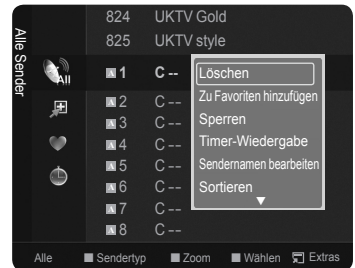 Alle Sender
824 UKTV Gold
825 UKTV style
All
A 1 C --
A 2 C --
A 3 C --
A 4 C --
A 5 C --
A 6 C --
A 7 C --
A 8 C --
Löschen
Zu Favoriten hinzufügen
Sperren
Timer-Wiedergabe
Sendernamen bearbeiten
Sortieren
Alle Sendertyp Zoom Wählen Extras